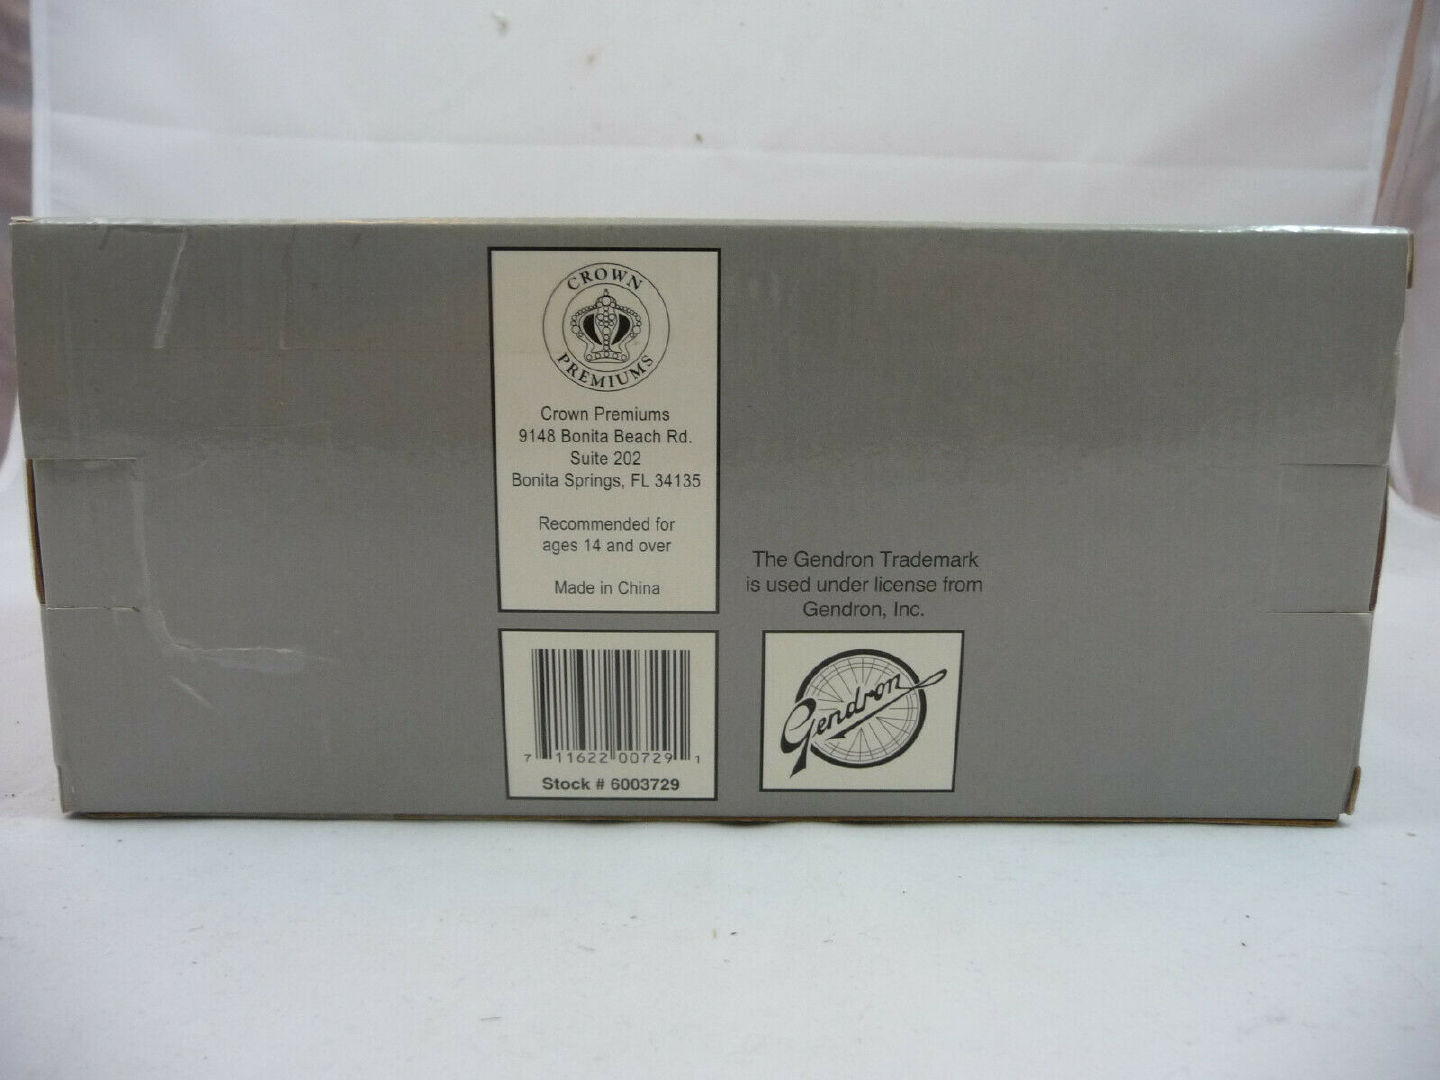 CROWN
PREMIUMS
Crown Premiums
9148 Bonita Beach Rd.
Suite 202
Bonita Springs, FL 34135
Recommended for
ages 14 and over
Made in China
7 11622 00729 1
Stock # 6003729
The Gendron Trademark
is used under license from
Gendron, Inc.
Gendron